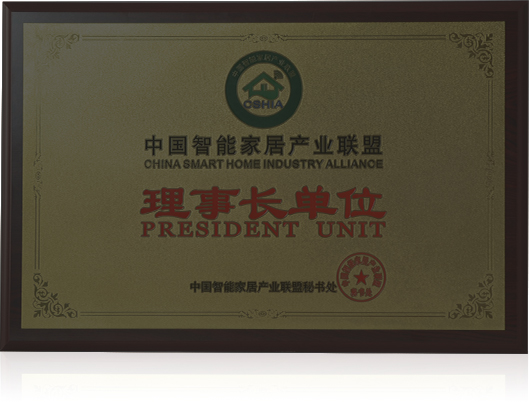 CSHIA
中国智能家居产业联盟
CHINA SMART HOME INDUSTRY ALLIANCE
理事长单位
PRESIDENT UNIT
中国智能家居产业联盟秘书处